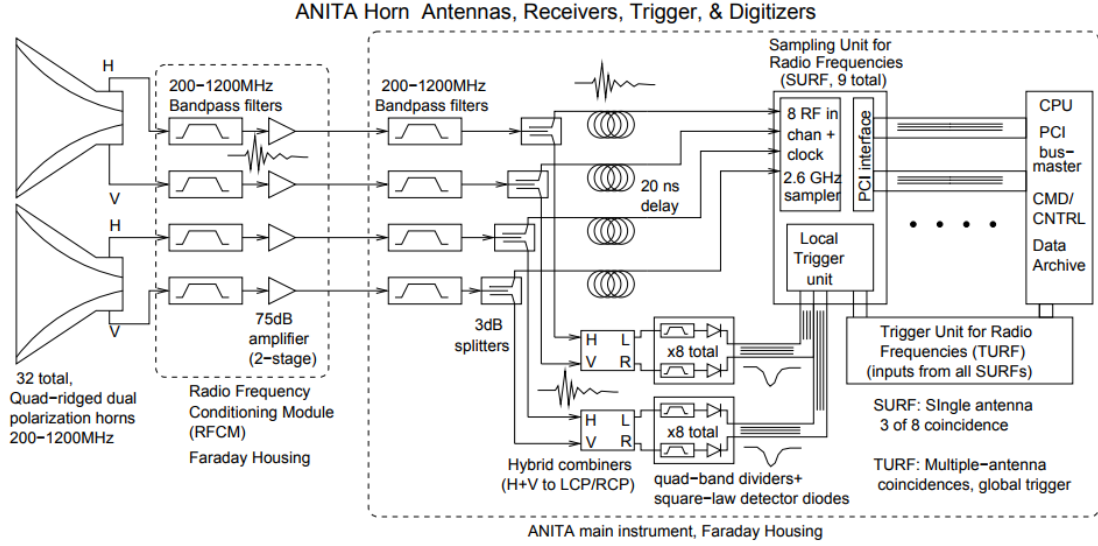 ANITA Horn Antennas, Receivers, Trigger, & Digitizers
H
V
H
V
32 total,
Quad-ridged dual
polarization horns
200-1200MHz
200-1200MHz
Bandpass filters
75dB
amplifier
(2-stage)
Radio Frequency
Conditioning Module
(RFCM)
Faraday Housing
200-1200MHz
Bandpass filters
3dB
splitters
20 ns
delay
Sampling Unit for
Radio Frequencies
(SURF, 9 total)
8 RF in
chan +
clock
2.6 GHz
sampler
PCI interface
Local
Trigger
unit
CPU
PCI
bus-
master
CMD/
CNTRL
Data
Archive
Trigger Unit for Radio
Frequencies (TURF)
(inputs from all SURFs)
H L
V R
x8 total
H L
V R
x8 total
Hybrid combiners
(H+V to LCP/RCP)
quad-band dividers+
square-law detector diodes
SURF: SIngle antenna
3 of 8 coincidence
TURF: Multiple-antenna
coincidences, global trigger
ANITA main instrument, Faraday Housing